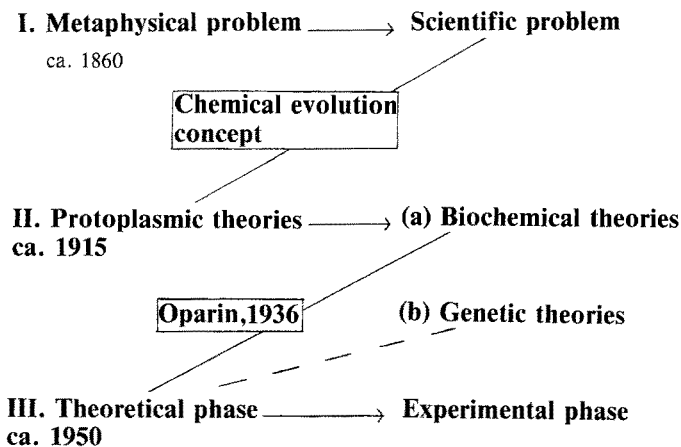 I. Metaphysical problem Scientific problem
ca. 1860
Chemical evolution
concept
II. Protoplasmic theories (a) Biochemical theories
ca. 1915
Oparin,1936 (b) Genetic theories
III. Theoretical phase Experimental phase
ca. 1950